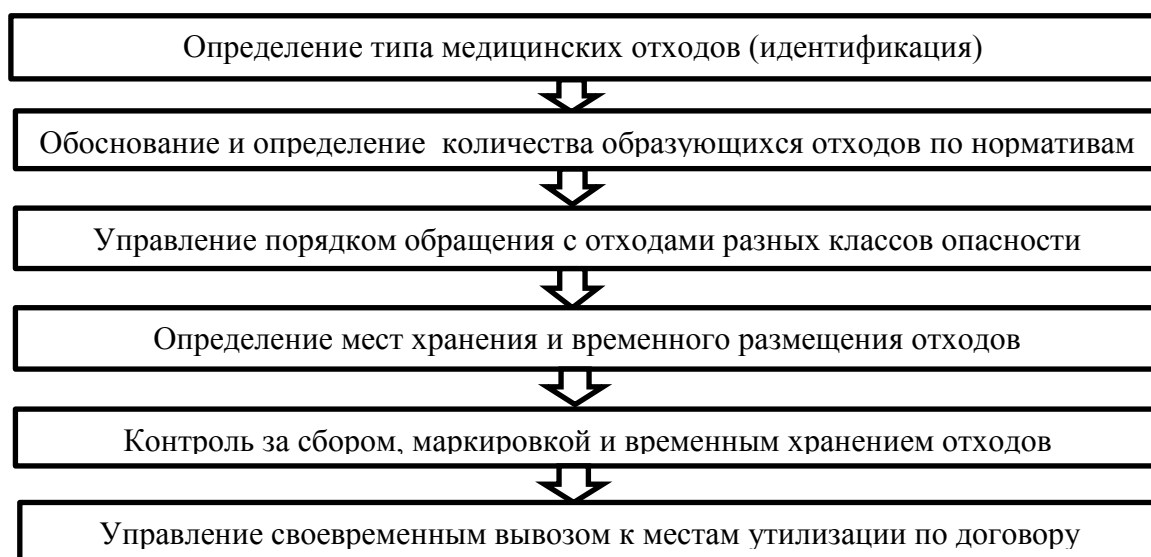 Определение типа медицинских отходов (идентификация)
Обоснование и определение количества образующихся отходов по нормативам
Управление порядком обращения с отходами разных классов опасности
Определение мест хранения и временного размещения отходов
Контроль за сбором, маркировкой и временным хранением отходов
Управление своевременным вывозом к местам утилизации по договору